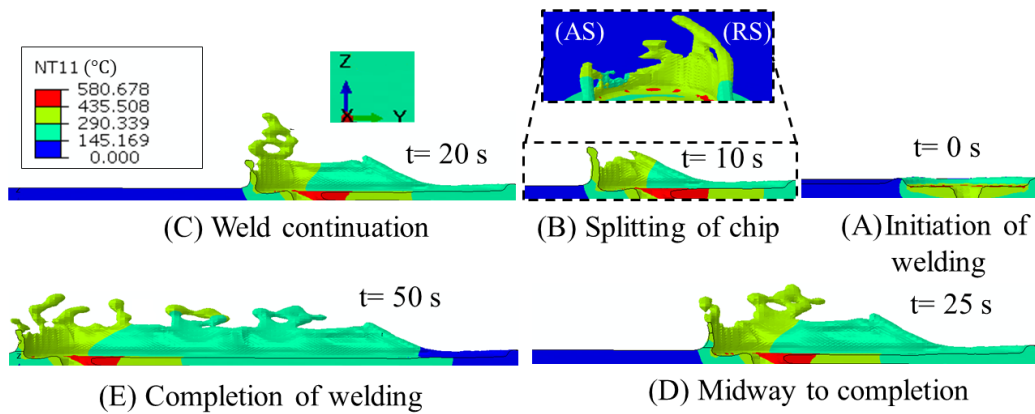 NT11 (°C)
580.678
435.508
290.339
145.169
0.000
Z
X
Y
t= 20 s
(C) Weld continuation
(AS)
(RS)
t= 10 s
(B) Splitting of chip
t= 0 s
(A)Initiation of
welding
t= 50 s
(E) Completion of welding
t= 25 s
(D) Midway to completion